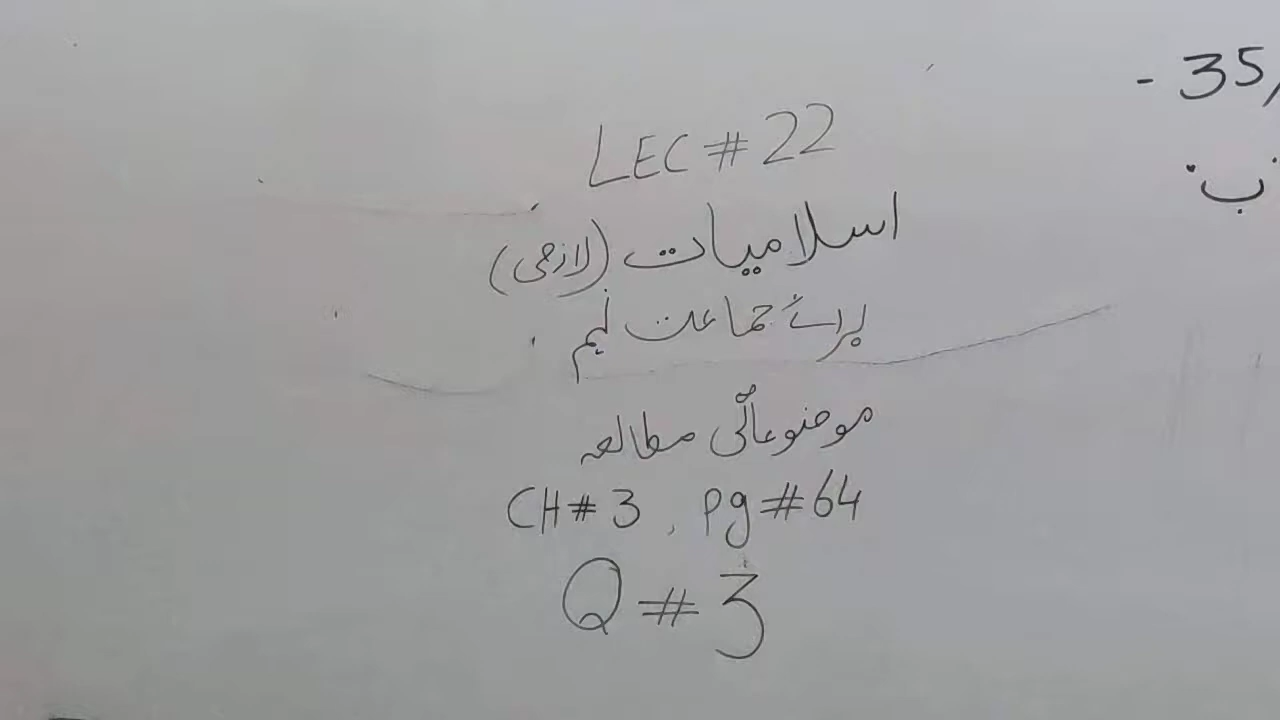 LEC # 22
اسلامیات (لازمی)
برائے جماعت نہم
موضوعاتی مطالعہ
CH # 3 , Pg # 64
Q # 3
- 35/